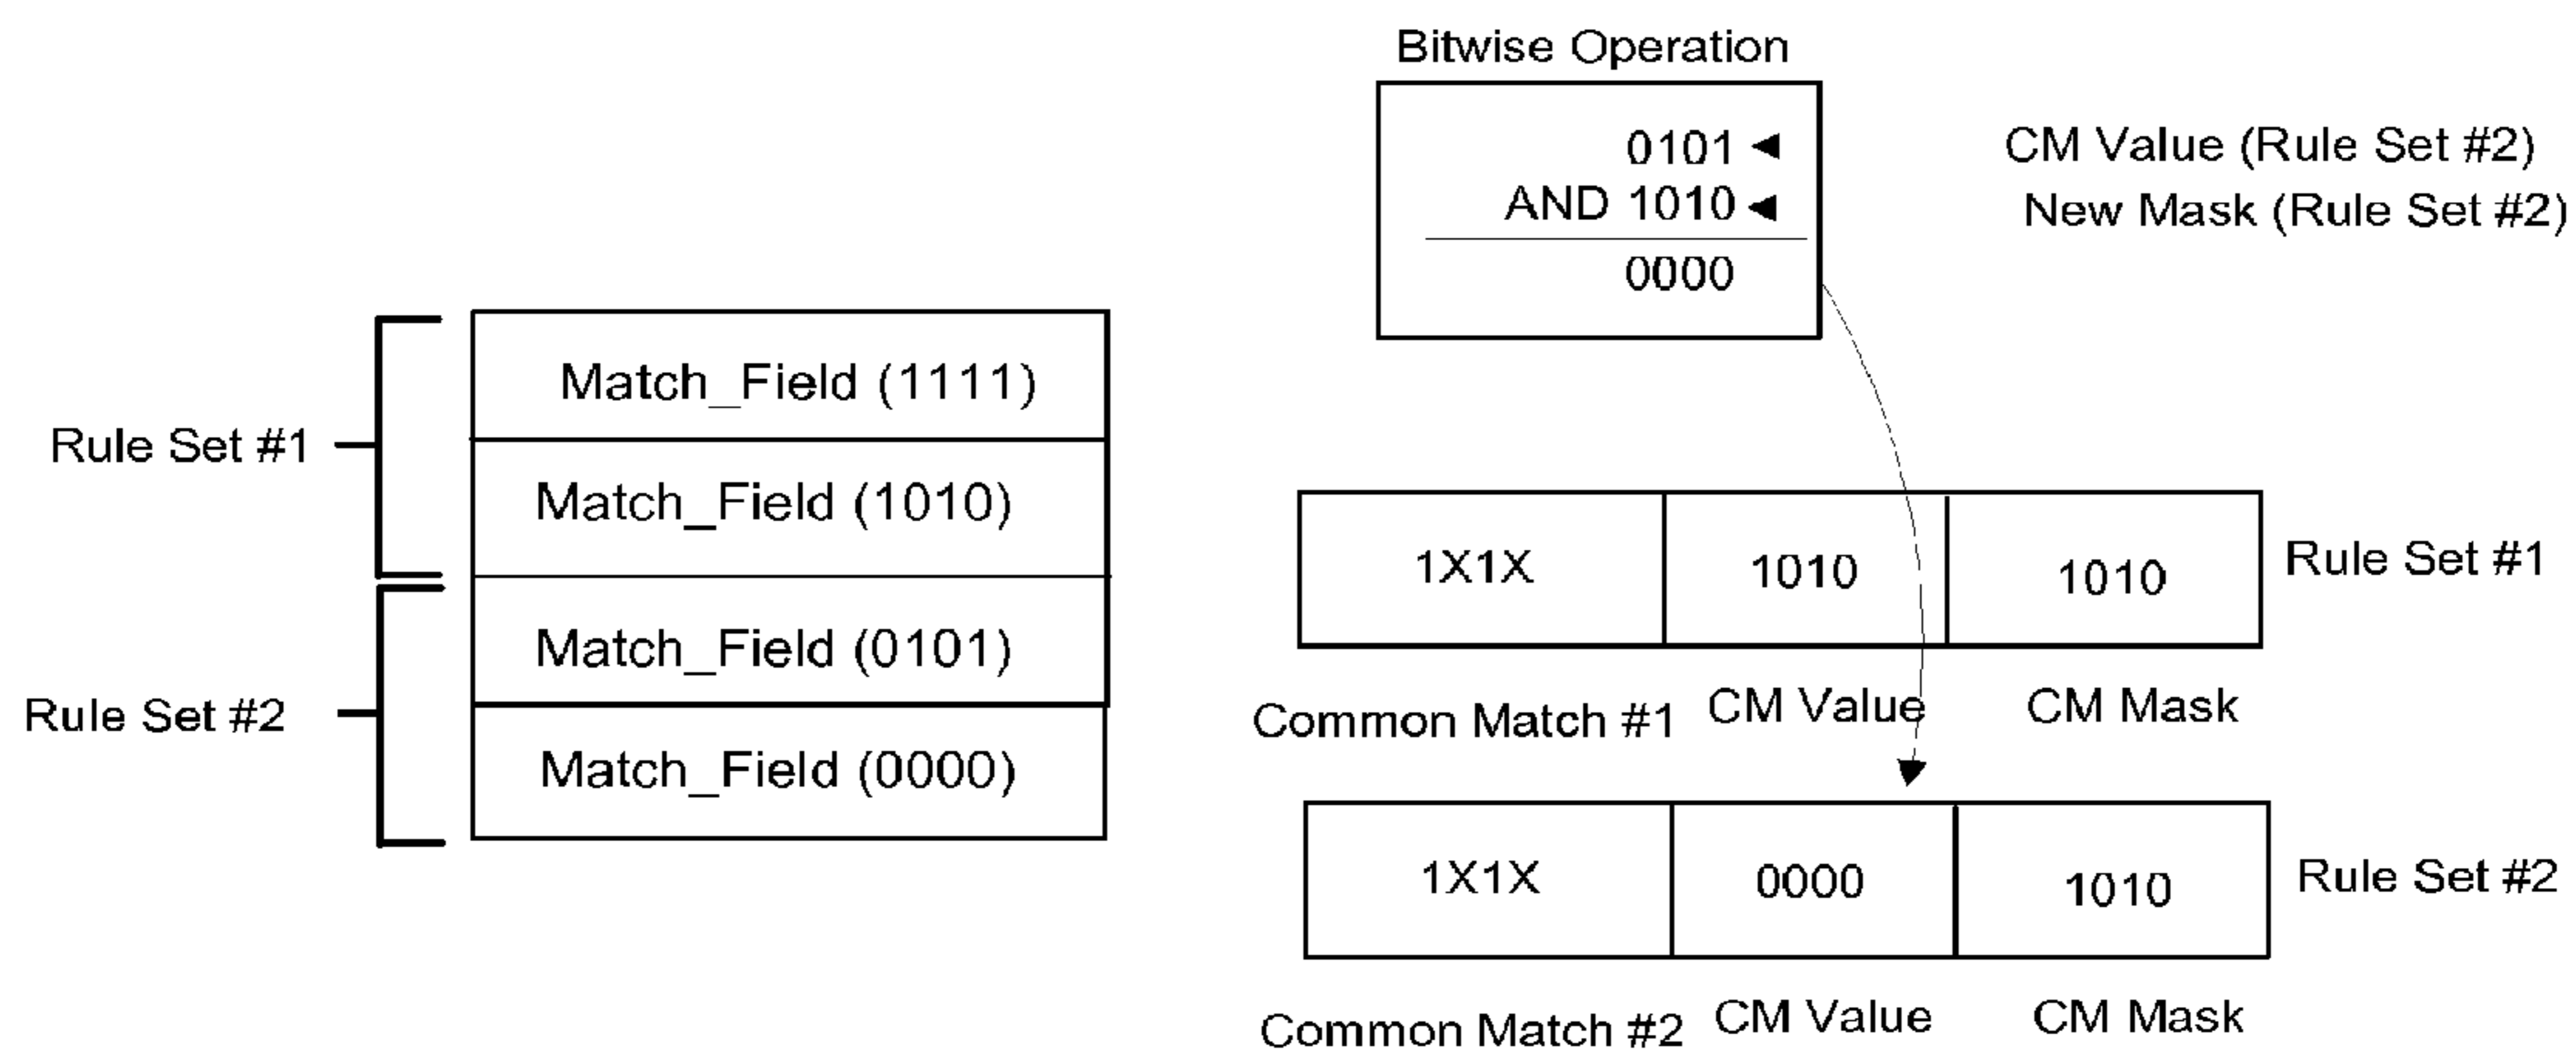 Bitwise Operation
0101
AND 1010
0000
CM Value (Rule Set #2)
New Mask (Rule Set #2)
Rule Set #1
Match_Field (1111)
Match_Field (1010)
Rule Set #2
Match_Field (0101)
Match_Field (0000)
1X1X 1010 1010 Rule Set #1
Common Match #1 CM Value CM Mask
1X1X 0000 1010 Rule Set #2
Common Match #2 CM Value CM Mask